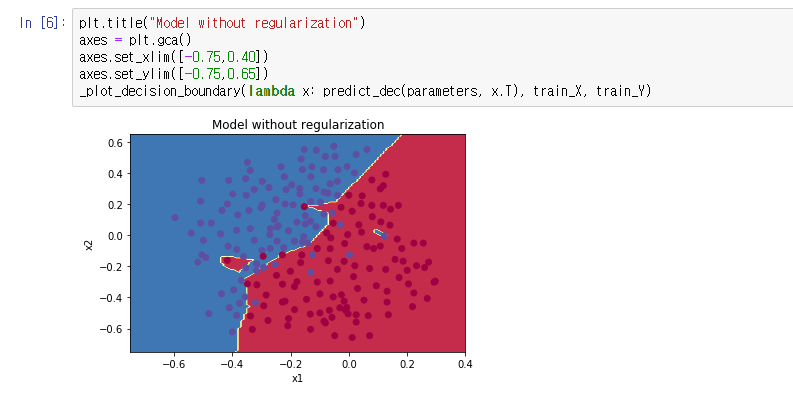 In [6]:
plt.title("Model without regularization")
axes = plt.gca()
axes.set_xlim([-0.75,0.40])
axes.set_ylim([-0.75,0.65])
_plot_decision_boundary(lambda x: predict_dec(parameters, x.T), train_X, train_Y)
Model without regularization
0.6
0.4
0.2
0.0
−0.2
−0.4
−0.6
x2
−0.6 −0.4 −0.2 0.0 0.2 0.4
x1